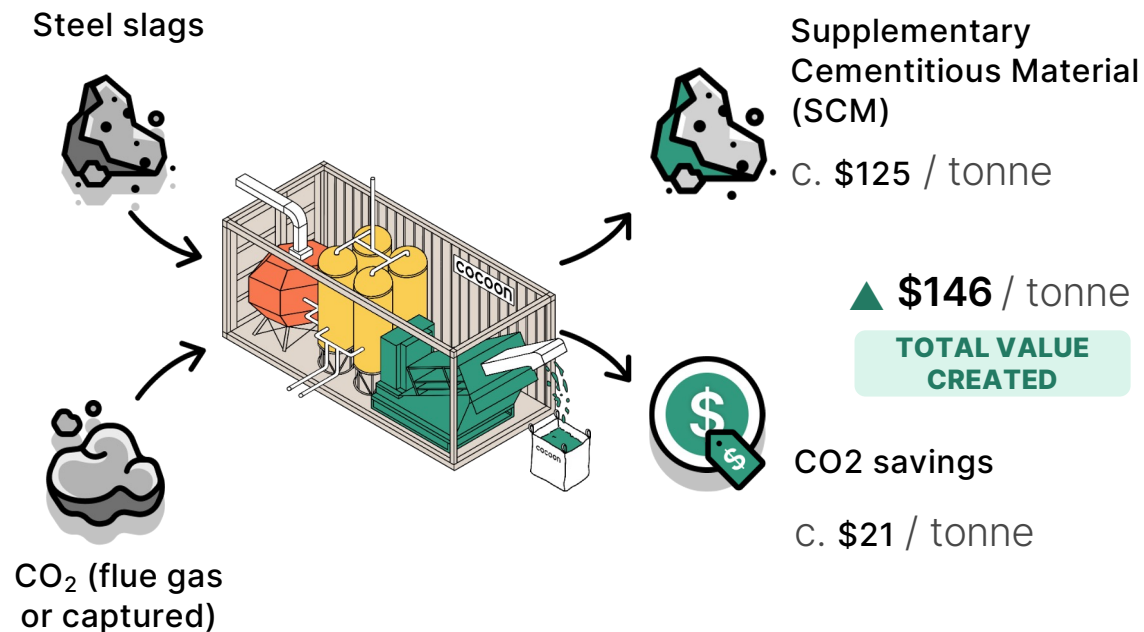 Steel slags
Supplementary
Cementitious Material
(SCM)
c. $125 / tonne
cocoon
$146 / tonne
TOTAL VALUE
CREATED
$
$
cocoon
CO2 savings
c. $21 / tonne
CO₂ (flue gas
or captured)